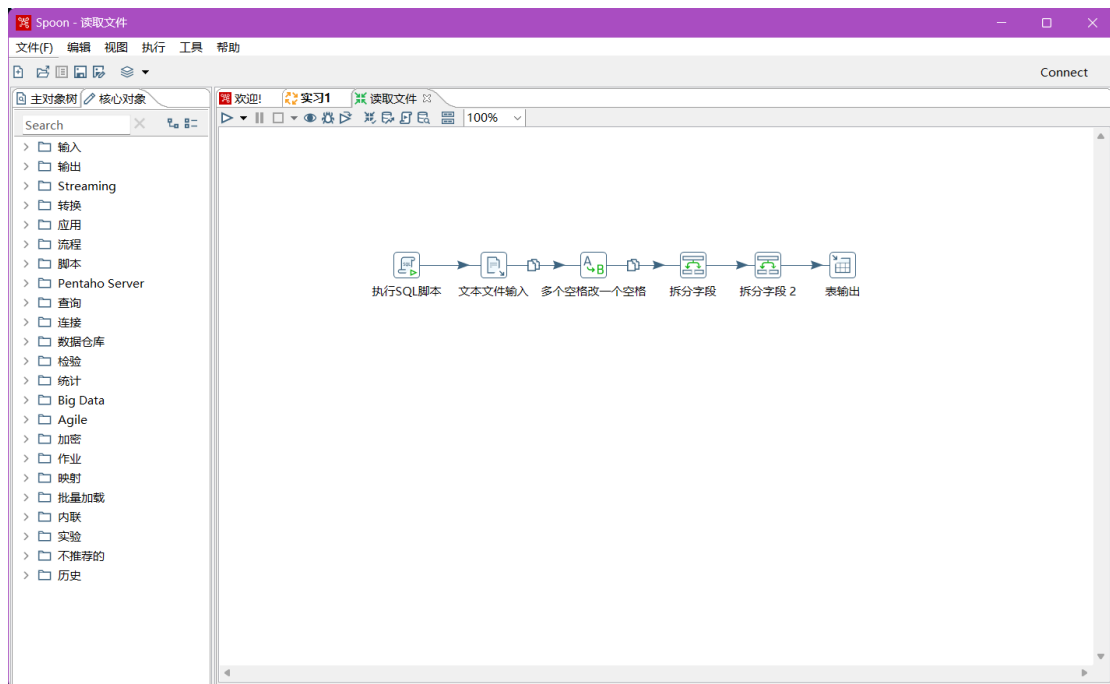 Spoon - 读取文件
文件(F) 编辑 视图 执行 工具 帮助
Connect
主对象树 核心对象
欢迎! 实习1 读取文件
Search
100%
输入
输出
Streaming
转换
应用
流程
脚本
Pentaho Server
查询
连接
数据仓库
检验
统计
Big Data
Agile
加密
作业
映射
批量加载
内联
实验
不推荐的
历史
执行SQL脚本 文本文件输入 多个空格改一个空格 拆分字段 拆分字段 2 表输出